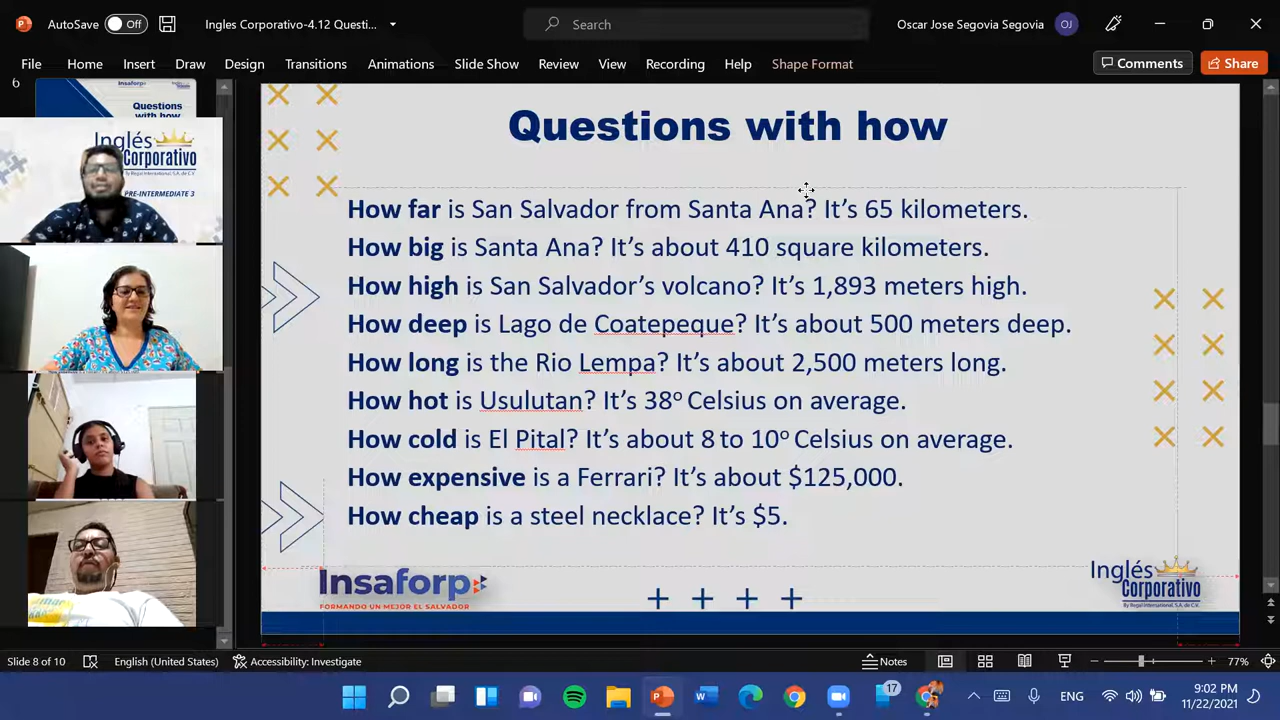 AutoSave Off Ingles Corporativo-4.12 Questi... Search Oscar Jose Segovia Segovia OJ
File Home Insert Draw Design Transitions Animations Slide Show Review View Recording Help Shape Format Comments Share
6
Insaforp
Questions
with how
Inglés
Corporativo
By Regal International, S.A. de C.V.
PRE-INTERMEDIATE 3
Questions with how
How far is San Salvador from Santa Ana? It's 65 kilometers.
How big is Santa Ana? It's about 410 square kilometers.
How high is San Salvador's volcano? It's 1,893 meters high.
How deep is Lago de Coatepeque? It's about 500 meters deep.
How long is the Rio Lempa? It's about 2,500 meters long.
How hot is Usulutan? It's 38º Celsius on average.
How cold is El Pital? It's about 8 to 10º Celsius on average.
How expensive is a Ferrari? It's about $125,000.
How cheap is a steel necklace? It's $5.
Insaforp
FORMANDO UN MEJOR EL SALVADOR
Inglés
Corporativo
By Regal International, S.A. de C.V.
Slide 8 of 10 English (United States) Accessibility: Investigate Notes 77%
17 ENG 9:02 PM
11/22/2021